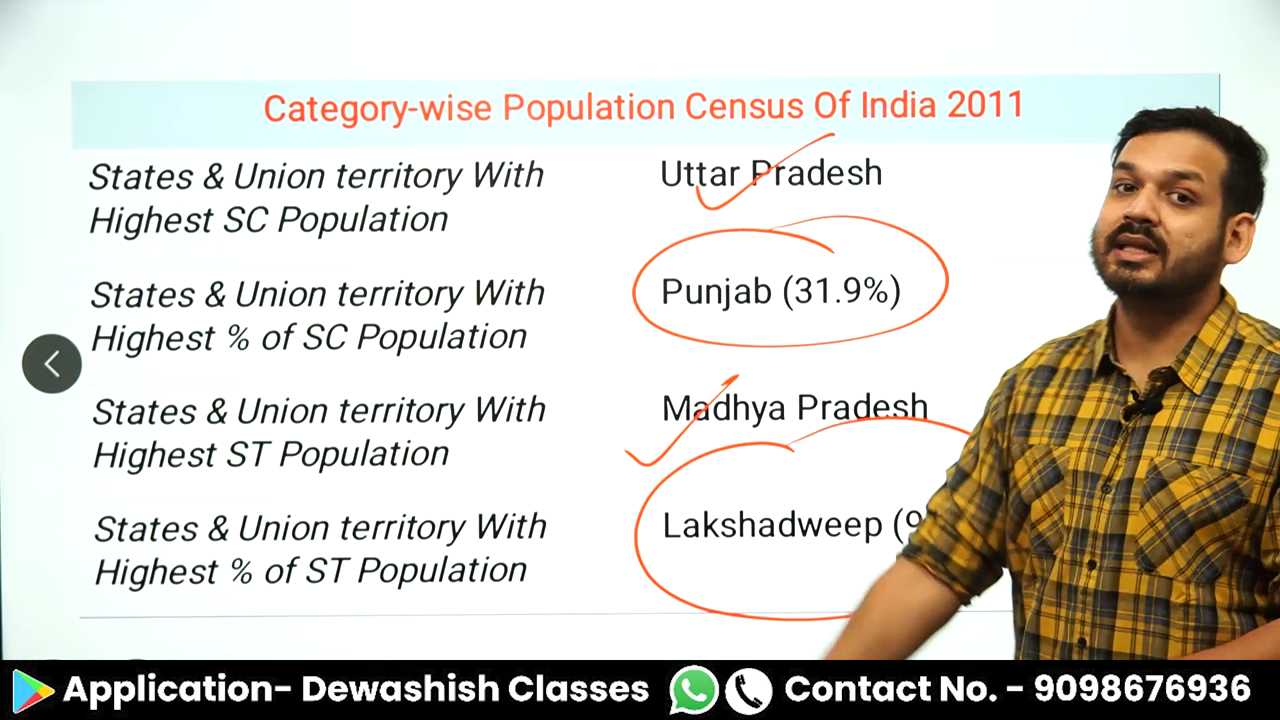 Category-wise Population Census Of India 2011
States & Union territory With
Highest SC Population
Uttar Pradesh
States & Union territory With
Highest % of SC Population
Punjab (31.9%)
States & Union territory With
Highest ST Population
Madhya Pradesh
States & Union territory With
Highest % of ST Population
Lakshadweep (9
Application- Dewashish Classes
Contact No. - 9098676936